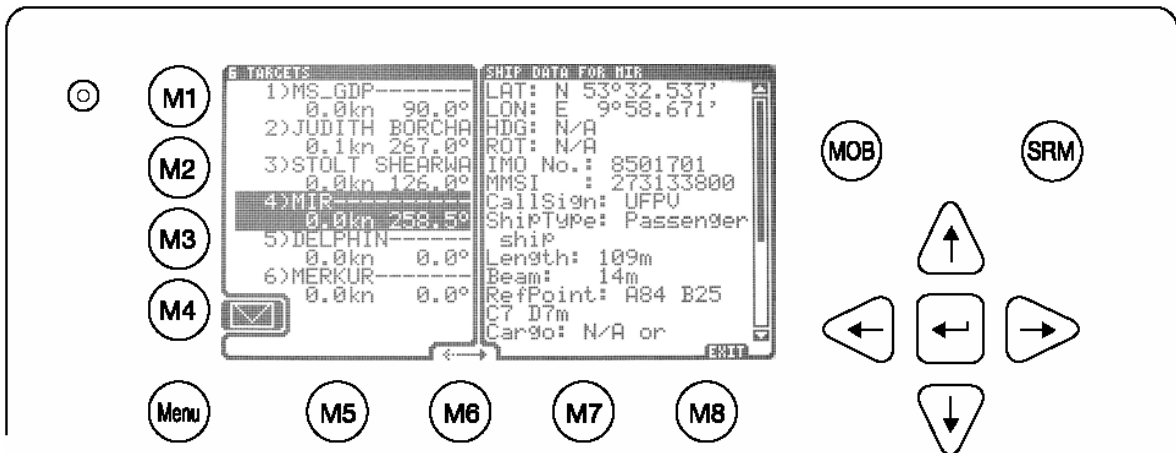 6 TARGETS
1)MS_GDP-------
0.0kn 90.0°
2)JUDITH BORCHA
0.1kn 267.0°
3)STOLT SHEARWA
0.0kn 126.0°
4)MIR----------
0.0kn 258.5°
5)DELPHIN------
0.0kn 0.0°
6)MERKUR-------
0.0kn 0.0°
SHIP DATA FOR MIR
LAT: N 53°32.537'
LON: E 9°58.671'
HDG: N/A
ROT: N/A
IMO No.: 8501701
MMSI : 273133800
CallSign: UFPV
ShipType: Passenger
ship
Length: 109m
Beam: 14m
RefPoint: A84 B25
C7 D7m
Cargo: N/A or
EXIT
M1
M2
M3
M4
Menu
M5
M6
M7
M8
MOB
SRM